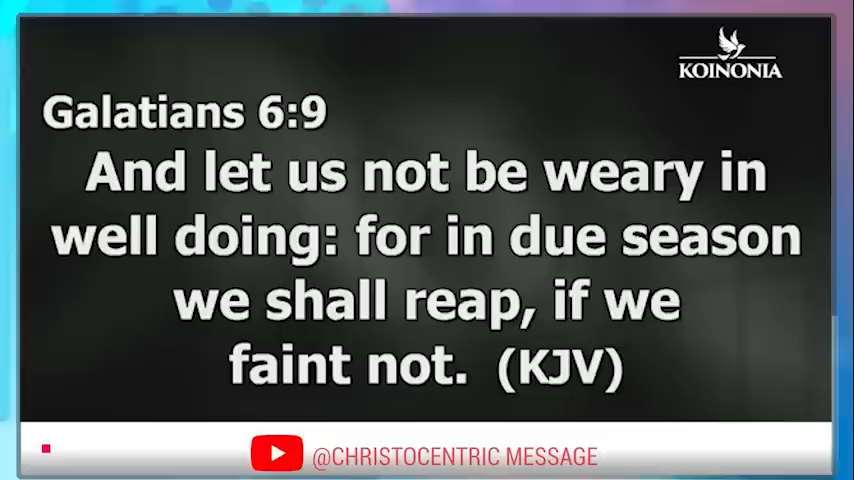 KOINONIA
Galatians 6:9
And let us not be weary in
well doing: for in due season
we shall reap, if we
faint not. (KJV)
@CHRISTOCENTRIC MESSAGE